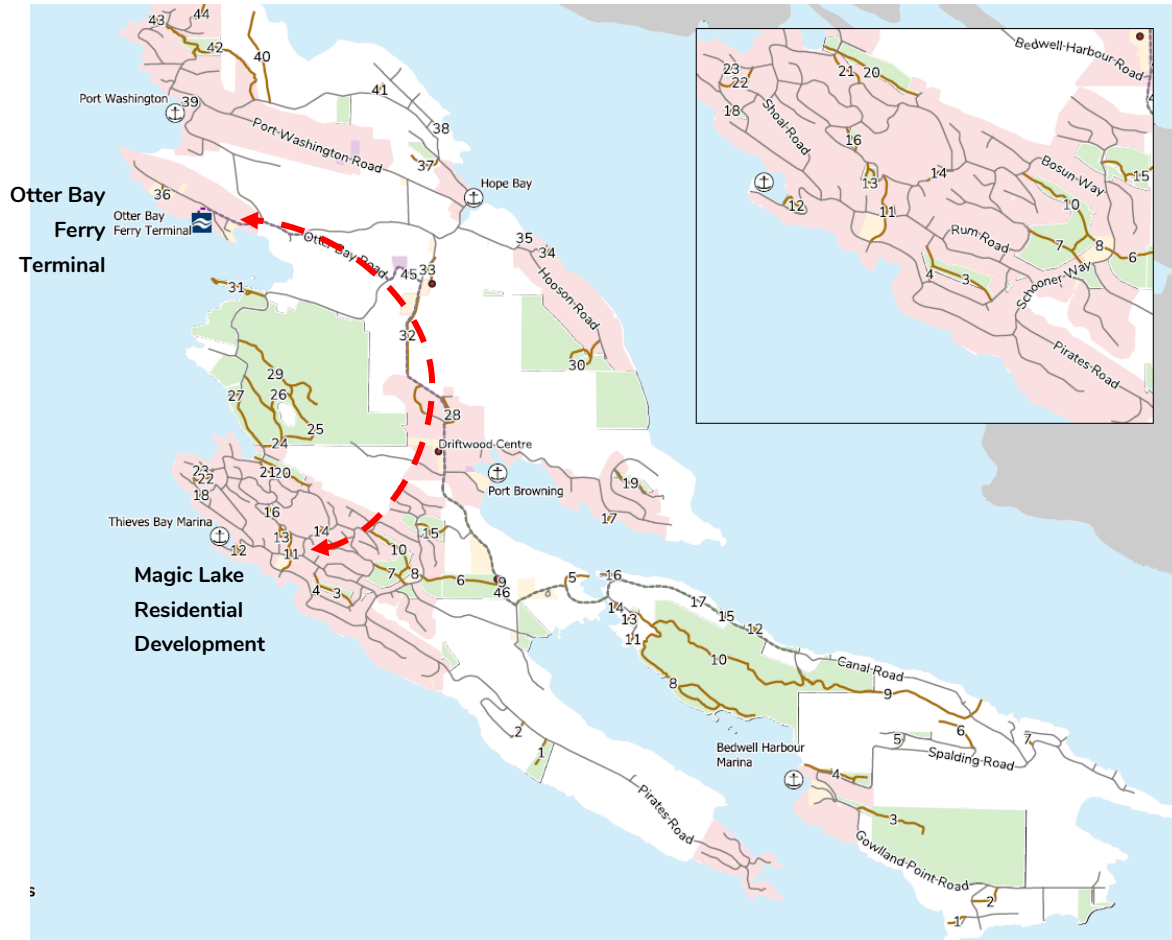 43
44
42
40
Port Washington
39
41
38
Port Washington Road
37
Hope Bay
36
Otter Bay
Ferry
Terminal
Otter Bay
Ferry Terminal
Otter Bay Road
45
33
35
34
Hooson Road
31
32
30
29
26
27
25
24
28
Driftwood Centre
Port Browning
19
17
23
22
21
20
18
16
Thieves Bay Marina
12
13
14
11
15
10
7
8
6
4
3
9
46
5
Magic Lake
Residential
Development
2
1
Pirates Road
16
17
14
13
15
12
11
10
8
Canal Road
9
6
5
7
Spalding Road
Bedwell Harbour
Marina
4
3
Gowlland Point Road
2
1
s
Bedwell Harbour Road
23
22
21
20
18
Shoal Road
16
14
13
12
11
Bosun Way
15
10
Rum Road
7
8
6
4
3
Schooner Way
Pirates Road